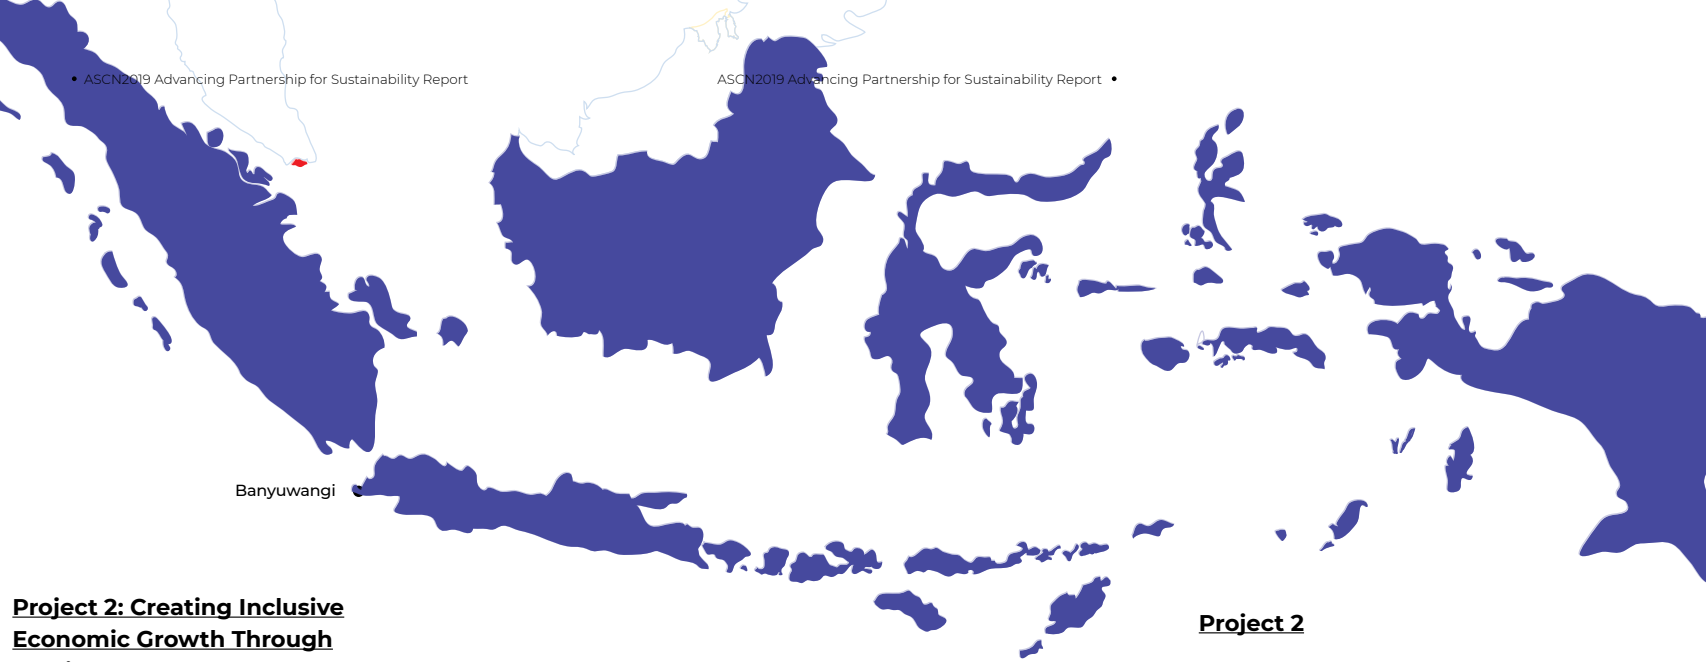 ASCN2019 Advancing Partnership for Sustainability Report
ASCN2019 Advancing Partnership for Sustainability Report
Banyuwangi
Project 2: Creating Inclusive
Economic Growth Through
Project 2